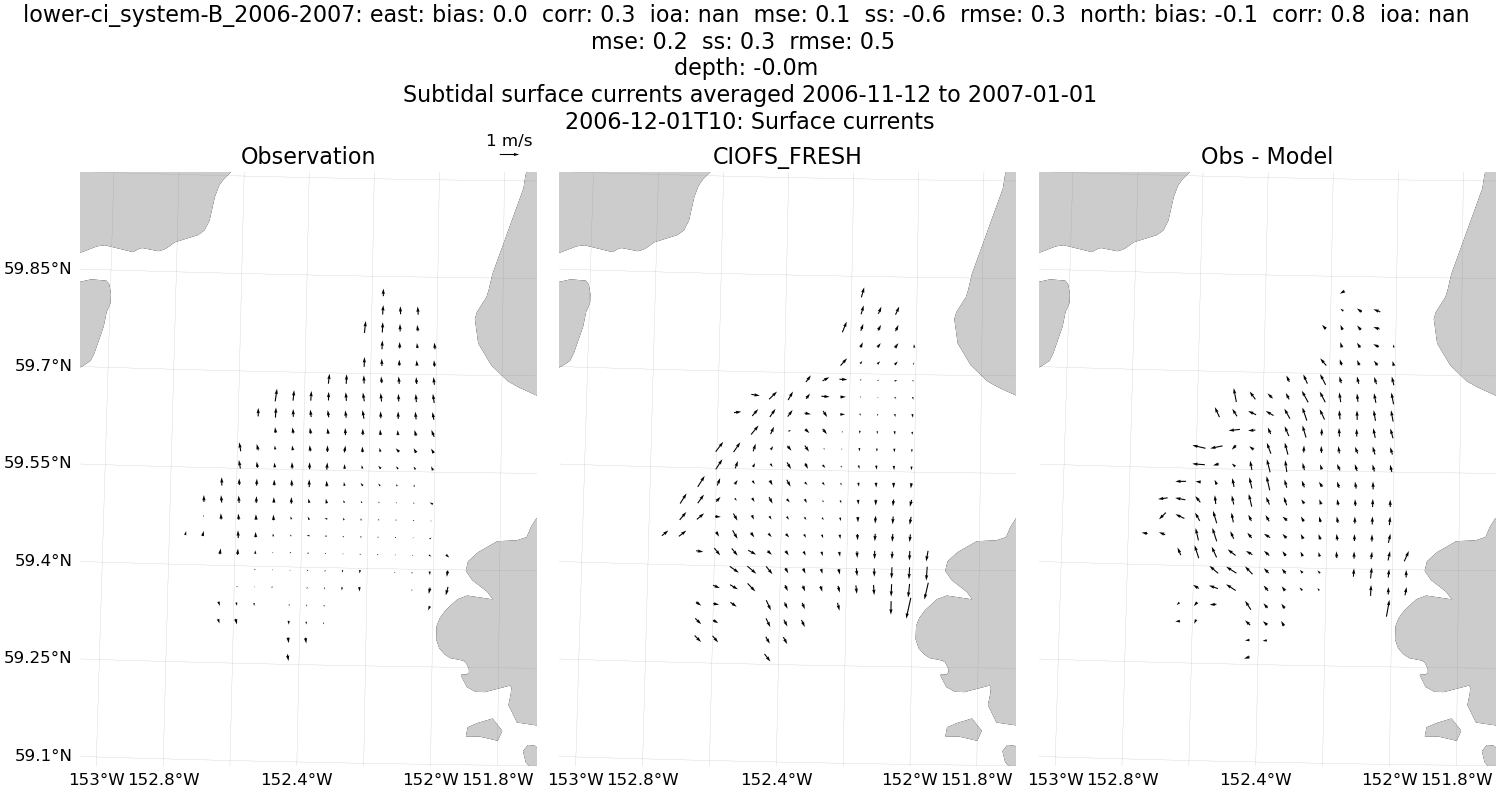 lower-ci_system-B_2006-2007: east: bias: 0.0  corr: 0.3  ioa: nan  mse: 0.1  ss: -0.6  rmse: 0.3  north: bias: -0.1  corr: 0.8  ioa: nan
mse: 0.2  ss: 0.3  rmse: 0.5
depth: -0.0m
Subtidal surface currents averaged 2006-11-12 to 2007-01-01
2006-12-01T10: Surface currents
1 m/s
Observation
CIOFS_FRESH
Obs - Model
59.85°N
59.7°N
59.55°N
59.4°N
59.25°N
59.1°N
153°W 152.8°W 152.4°W 152°W 151.8°W
153°W 152.8°W 152.4°W 152°W 151.8°W
153°W 152.8°W 152.4°W 152°W 151.8°W